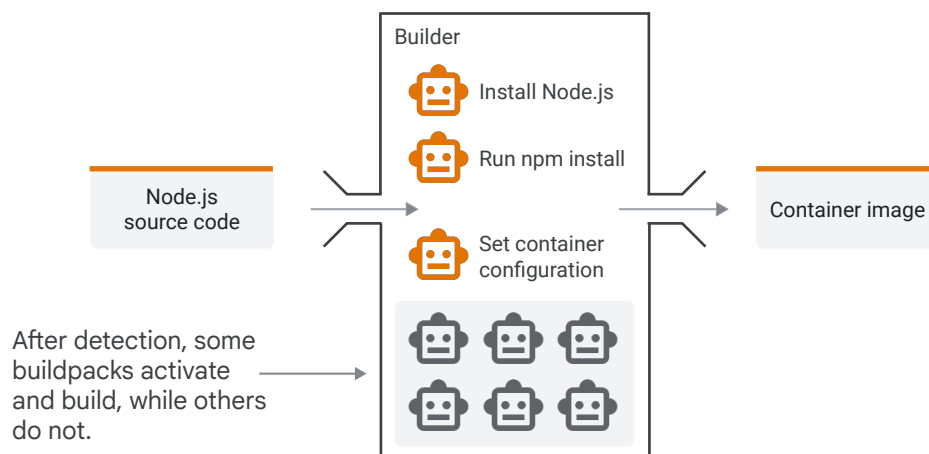 Builder
Install Node.js
Run npm install
Node.js
source code
Container image
Set container
configuration
After detection, some
buildpacks activate
and build, while others
do not.